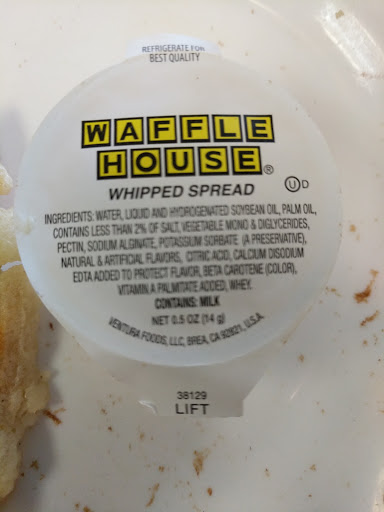 REFRIGERATE FOR
BEST QUALITY
WAFFLE
HOUSE®
WHIPPED SPREAD
U D
INGREDIENTS: WATER, LIQUID AND HYDROGENATED SOYBEAN OIL, PALM OIL,
CONTAINS LESS THAN 2% OF SALT, VEGETABLE MONO & DIGLYCERIDES,
PECTIN, SODIUM ALGINATE, POTASSIUM SORBATE (A PRESERVATIVE),
NATURAL & ARTIFICIAL FLAVORS, CITRIC ACID, CALCIUM DISODIUM
EDTA ADDED TO PROTECT FLAVOR, BETA CAROTENE (COLOR),
VITAMIN A PALMITATE ADDED, WHEY.
CONTAINS: MILK
NET 0.5 OZ (14 g)
VENTURA FOODS, LLC, BREA, CA 92821, U.S.A.
38129
LIFT